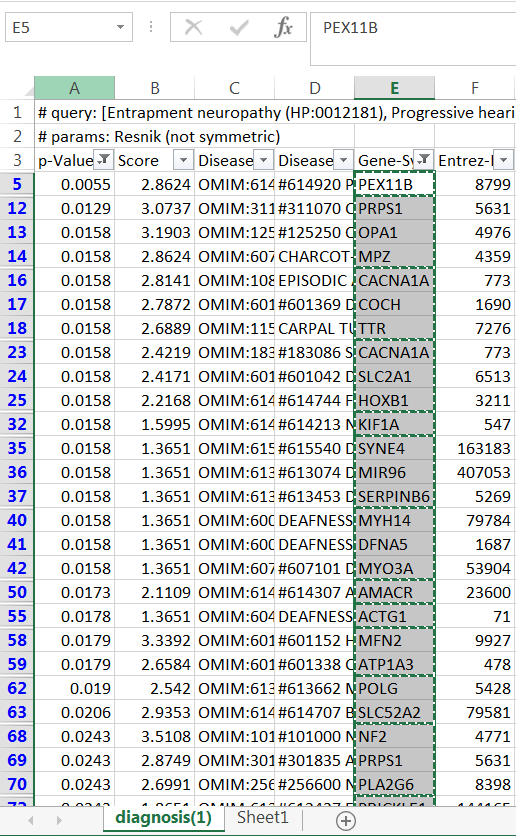 E5 fx PEX11B
A B C D E F
1 # query: [Entrapment neuropathy (HP:0012181), Progressive heari
2 # params: Resnik (not symmetric)
3 p-Value Score Disease Disease Gene-Sy Entrez-I
5 0.0055 2.8624 OMIM:614 #614920 P PEX11B 8799
12 0.0129 3.0737 OMIM:311 #311070 C PRPS1 5631
13 0.0158 3.1903 OMIM:125 #125250 C OPA1 4976
14 0.0158 2.8624 OMIM:607 CHARCOT- MPZ 4359
16 0.0158 2.8141 OMIM:108 EPISODIC A CACNA1A 773
17 0.0158 2.7872 OMIM:601 #601369 D COCH 1690
18 0.0158 2.6889 OMIM:115 CARPAL TU TTR 7276
23 0.0158 2.4219 OMIM:183 #183086 S CACNA1A 773
24 0.0158 2.4171 OMIM:601 #601042 D SLC2A1 6513
25 0.0158 2.2168 OMIM:614 #614744 F HOXB1 3211
32 0.0158 1.5995 OMIM:614 #614213 N KIF1A 547
35 0.0158 1.3651 OMIM:615 #615540 D SYNE4 163183
36 0.0158 1.3651 OMIM:613 #613074 D MIR96 407053
37 0.0158 1.3651 OMIM:613 #613453 D SERPINB6 5269
40 0.0158 1.3651 OMIM:600 DEAFNESS MYH14 79784
41 0.0158 1.3651 OMIM:600 DEAFNESS DFNA5 1687
42 0.0158 1.3651 OMIM:607 #607101 D MYO3A 53904
50 0.0173 2.1109 OMIM:614 #614307 A AMACR 23600
55 0.0178 1.3651 OMIM:604 DEAFNESS ACTG1 71
58 0.0179 3.3392 OMIM:601 #601152 H MFN2 9927
59 0.0179 2.6584 OMIM:601 #601338 C ATP1A3 478
62 0.019 2.542 OMIM:613 #613662 M POLG 5428
63 0.0206 2.9353 OMIM:614 #614707 B SLC52A2 79581
68 0.0243 3.5108 OMIM:101 #101000 N NF2 4771
69 0.0243 2.8749 OMIM:301 #301835 A PRPS1 5631
70 0.0243 2.6991 OMIM:256 #256600 N PLA2G6 8398
diagnosis(1) Sheet1